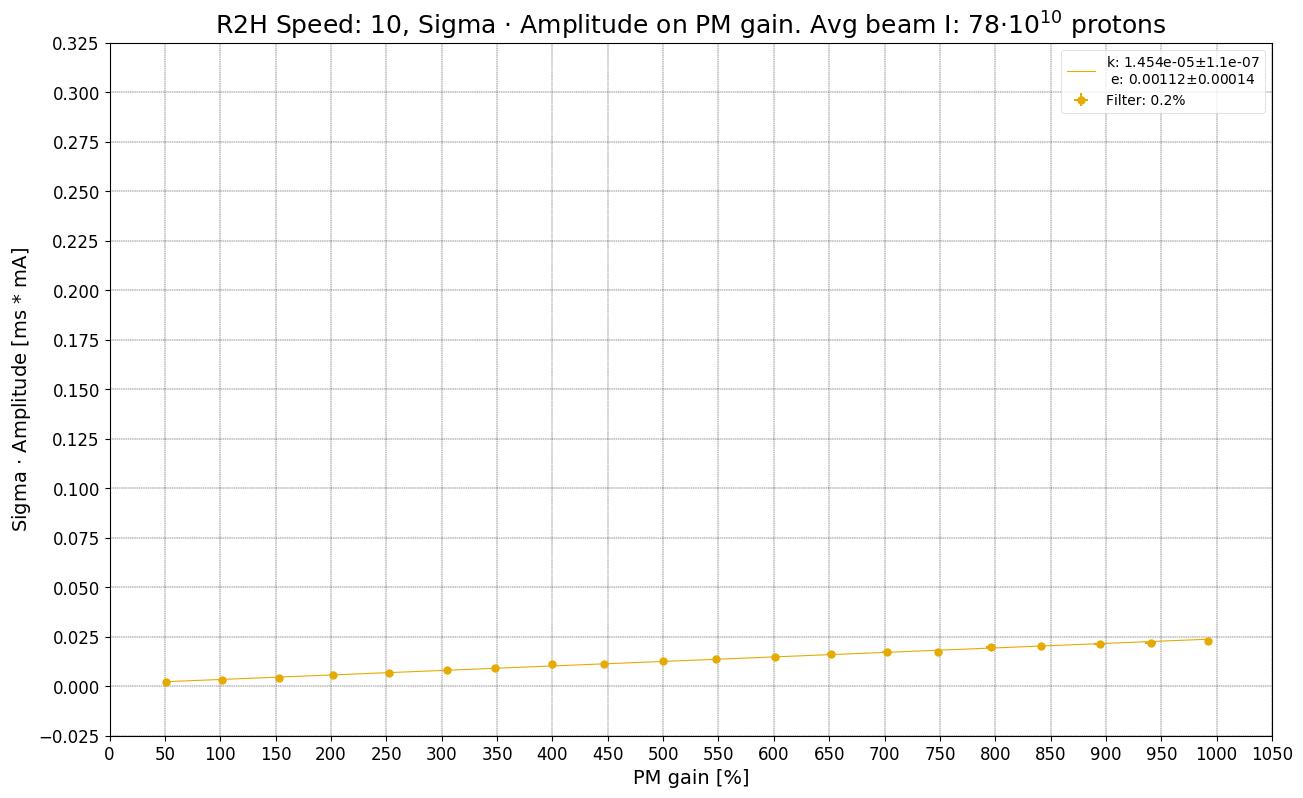 R2H Speed: 10, Sigma · Amplitude on PM gain. Avg beam I: 78·10^10 protons
k: 1.454e-05±1.1e-07
e: 0.00112±0.00014
Filter: 0.2%
Sigma · Amplitude [ms * mA]
0.325
0.300
0.275
0.250
0.225
0.200
0.175
0.150
0.125
0.100
0.075
0.050
0.025
0.000
−0.025
0 50 100 150 200 250 300 350 400 450 500 550 600 650 700 750 800 850 900 950 1000 1050
PM gain [%]